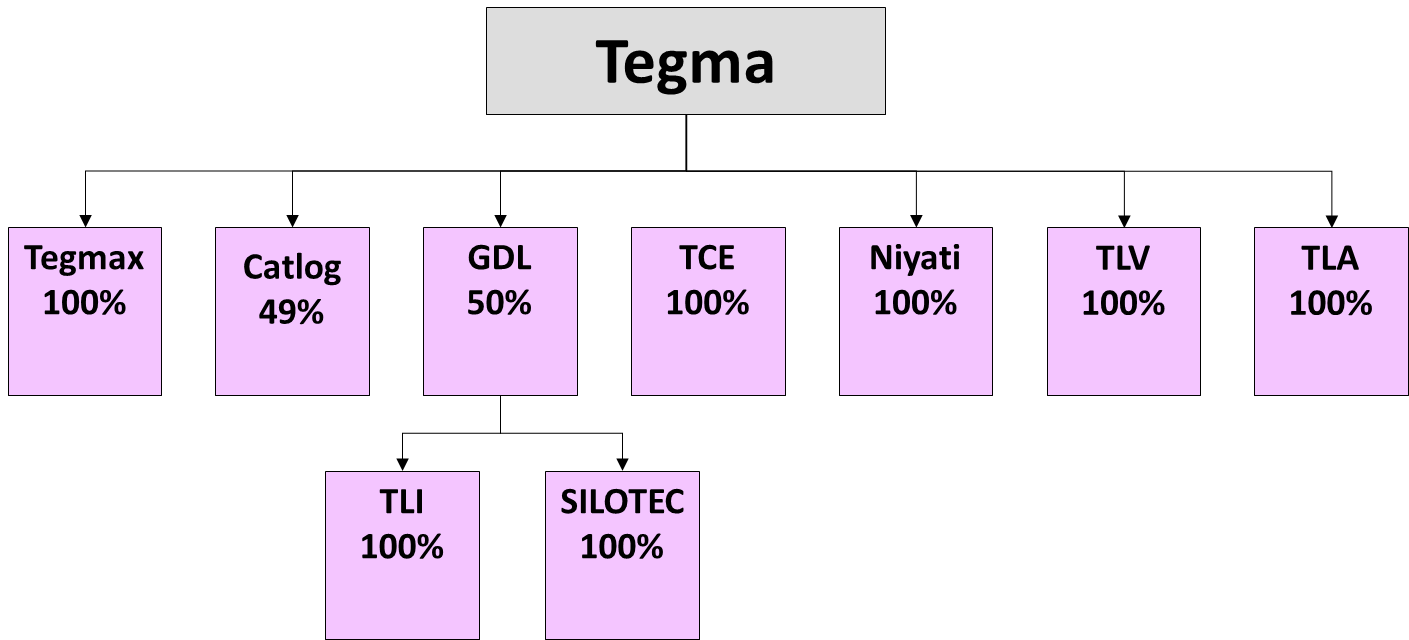 Tegma
Tegmax
100%
Catlog
49%
GDL
50%
TCE
100%
Niyati
100%
TLV
100%
TLA
100%
TLI
100%
SILOTEC
100%